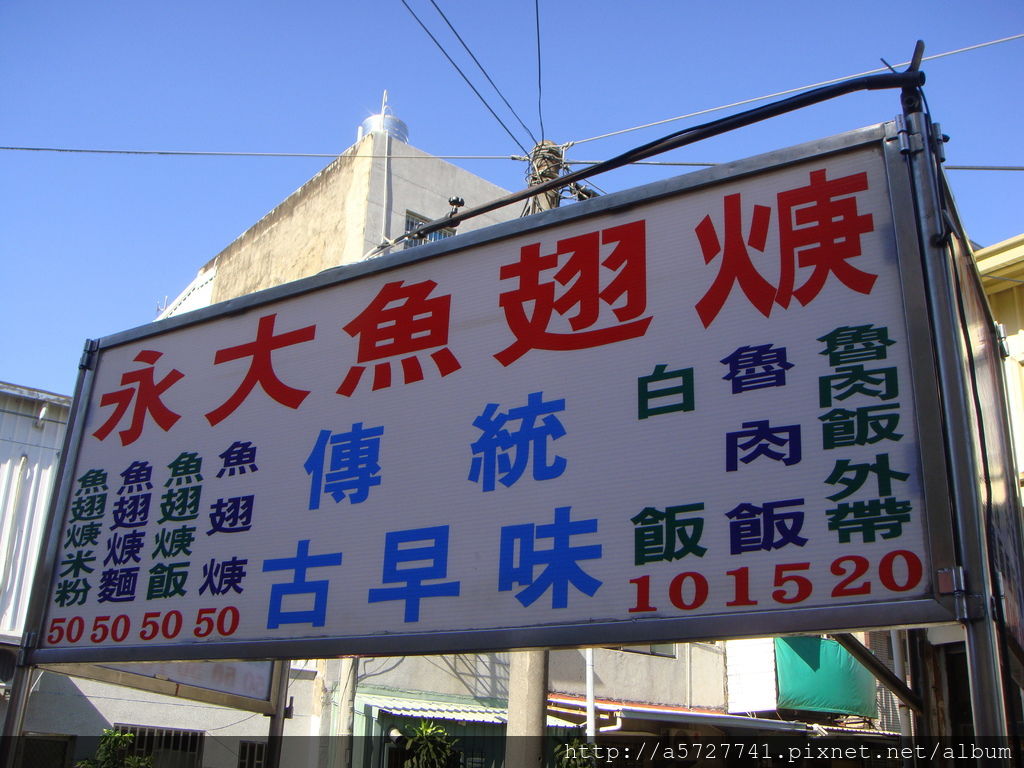 永大魚翅焿
傳統
古早味
魚翅焿米粉 50
魚翅焿麵 50
魚翅焿飯 50
魚翅焿 50
白飯 10
魯肉飯 15
魯肉飯外帶 20
http://a5727741.pixnet.net/album